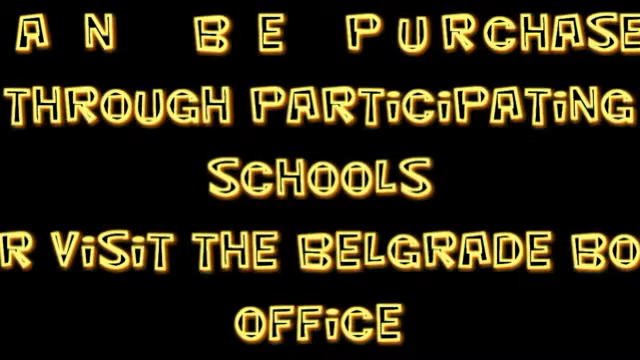 AN BE PURCHASE
THROUGH PARTiCiPATiNG
SCHOOLS
R ViSiT THE BELGRADE BO
OFFiCE